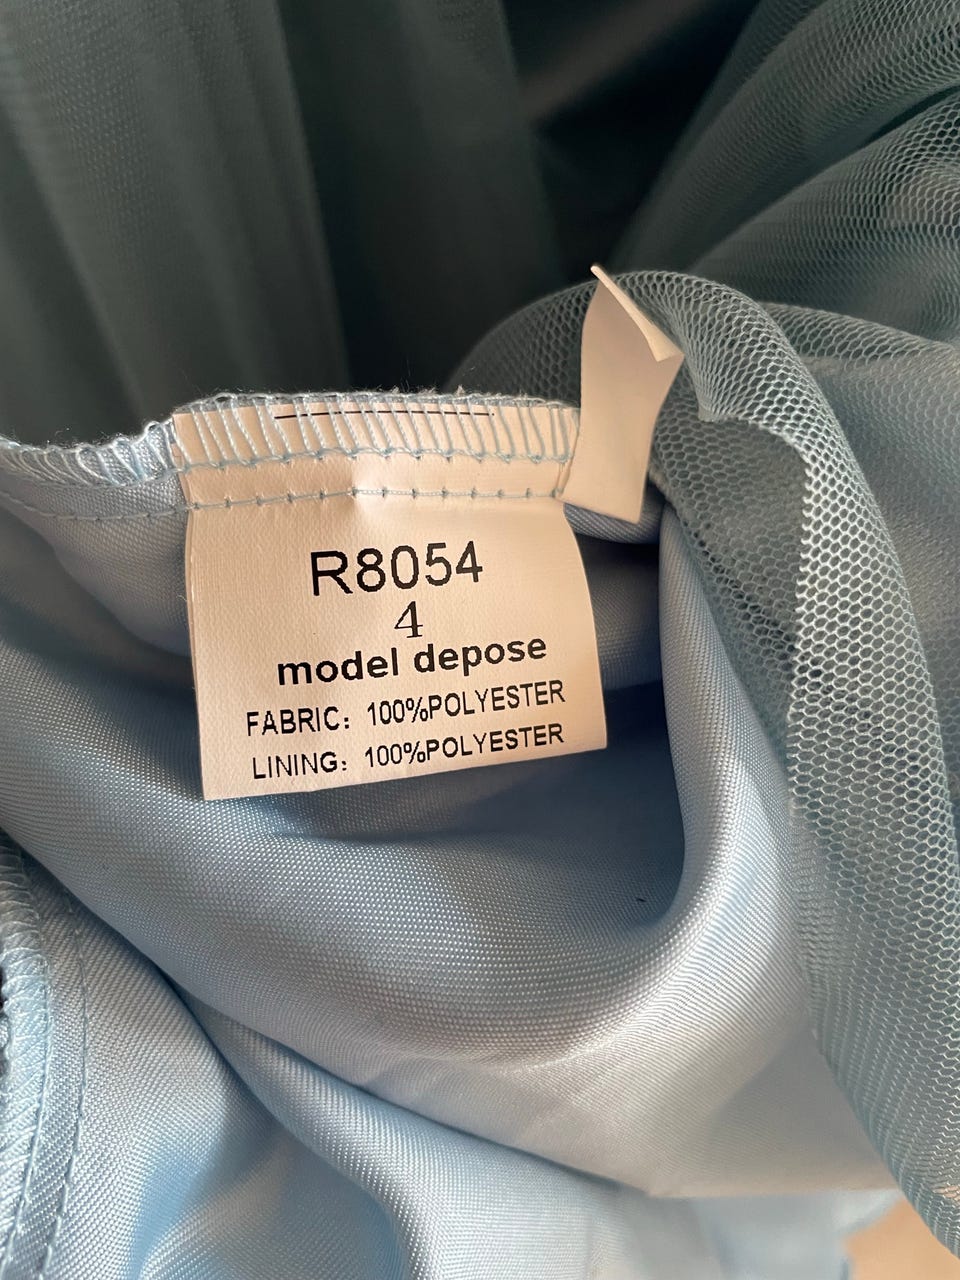 R8054
4
model depose
FABRIC: 100%POLYESTER
LINING: 100%POLYESTER